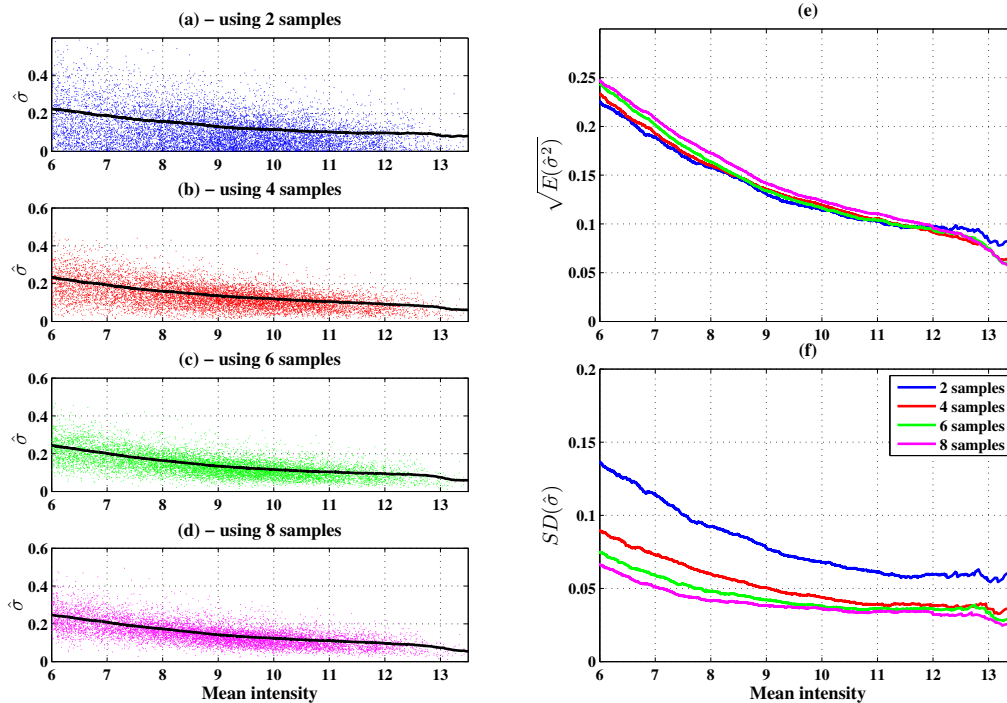 (a) − using 2 samples
0.4
0.2
0
σ̂
6 7 8 9 10 11 12 13
(b) − using 4 samples
0.6
0.4
0.2
0
σ̂
6 7 8 9 10 11 12 13
(c) − using 6 samples
0.6
0.4
0.2
0
σ̂
6 7 8 9 10 11 12 13
(d) − using 8 samples
0.6
0.4
0.2
0
σ̂
6 7 8 9 10 11 12 13
Mean intensity
(e)
0.25
0.2
0.15
0.1
0.05
0
√E(σ̂²)
6 7 8 9 10 11 12 13
(f)
0.2
0.15
0.1
0.05
0
SD(σ̂)
2 samples
4 samples
6 samples
8 samples
6 7 8 9 10 11 12 13
Mean intensity